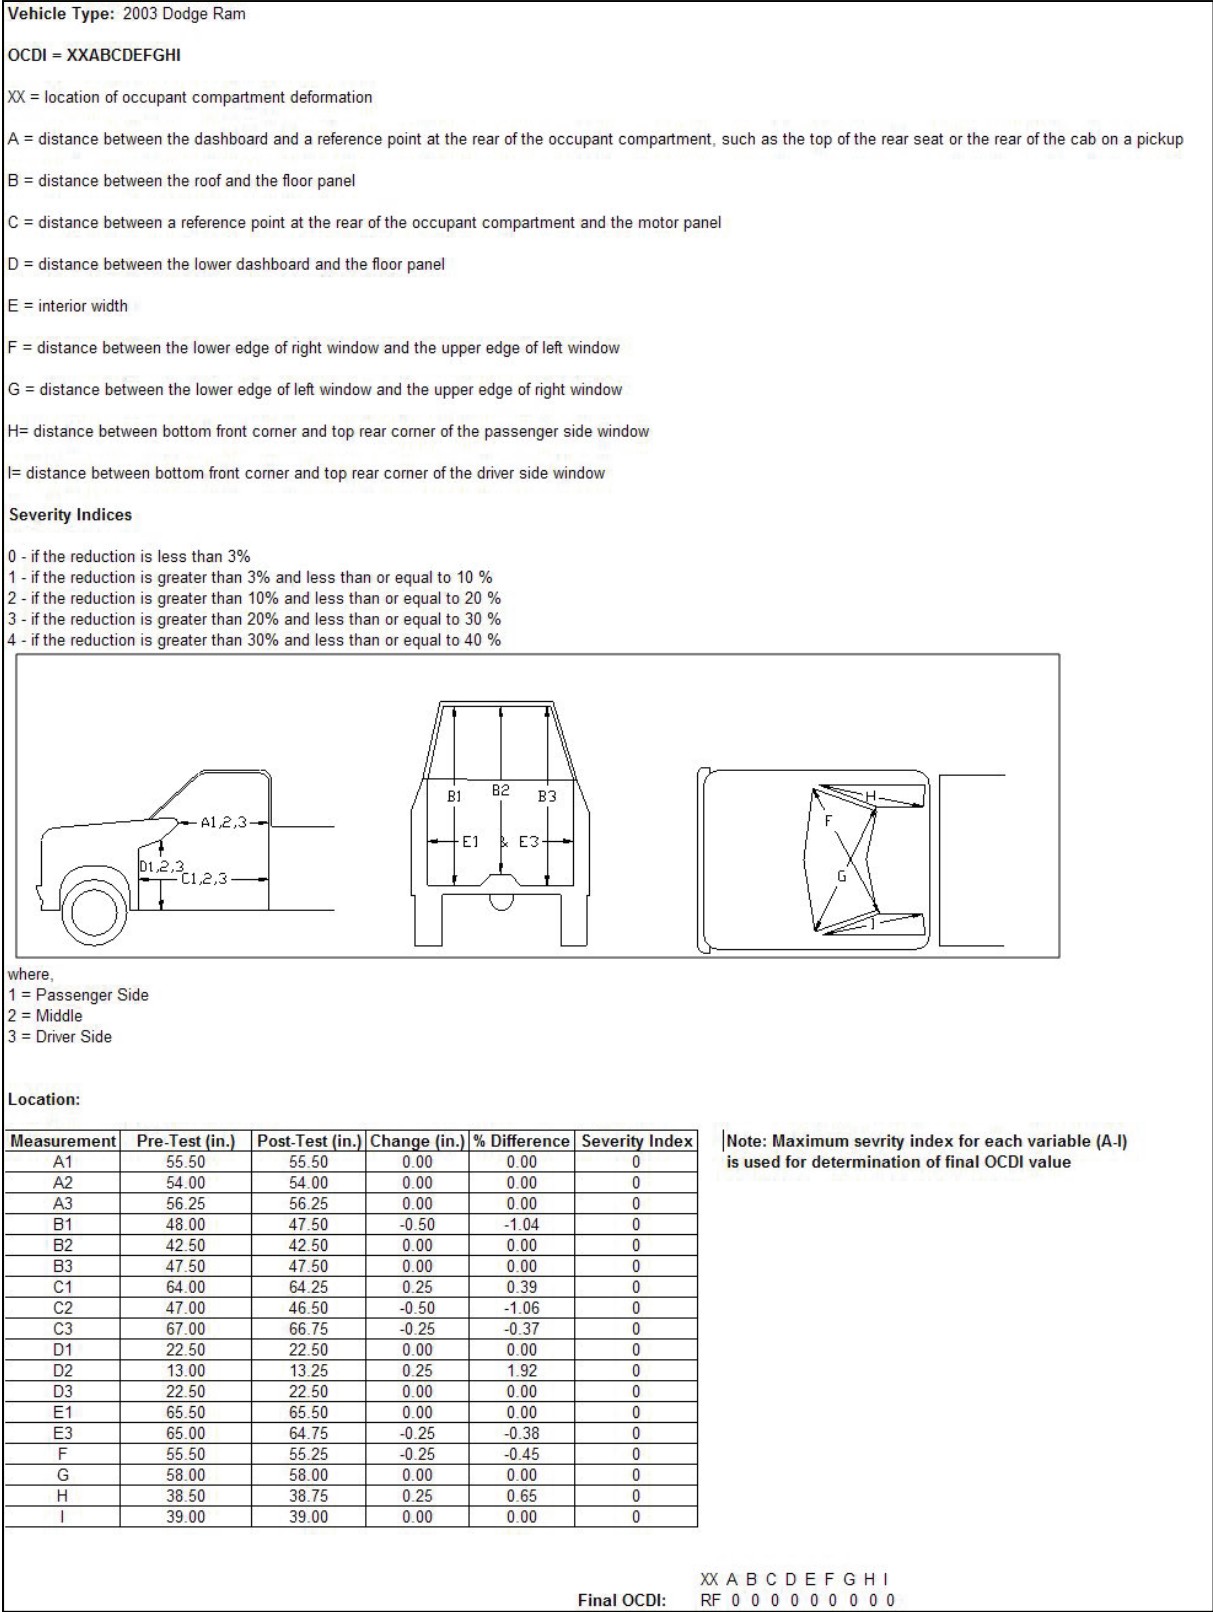 Vehicle Type: 2003 Dodge Ram
OCDI = XXABCDEFGHI
XX = location of occupant compartment deformation
A = distance between the dashboard and a reference point at the rear of the occupant compartment, such as the top of the rear seat or the rear of the cab on a pickup
B = distance between the roof and the floor panel
C = distance between a reference point at the rear of the occupant compartment and the motor panel
D = distance between the lower dashboard and the floor panel
E = interior width
F = distance between the lower edge of right window and the upper edge of left window
G = distance between the lower edge of left window and the upper edge of right window
H= distance between bottom front corner and top rear corner of the passenger side window
I= distance between bottom front corner and top rear corner of the driver side window
Severity Indices
0 - if the reduction is less than 3%
1 - if the reduction is greater than 3% and less than or equal to 10 %
2 - if the reduction is greater than 10% and less than or equal to 20 %
3 - if the reduction is greater than 20% and less than or equal to 30 %
4 - if the reduction is greater than 30% and less than or equal to 40 %
A1,2,3
D1,2,3
C1,2,3
B1 B2 B3
E1 & E3
H
F
G
I
where,
1 = Passenger Side
2 = Middle
3 = Driver Side
Location:
Measurement Pre-Test (in.) Post-Test (in.) Change (in.) % Difference Severity Index
A1 55.50 55.50 0.00 0.00 0
A2 54.00 54.00 0.00 0.00 0
A3 56.25 56.25 0.00 0.00 0
B1 48.00 47.50 -0.50 -1.04 0
B2 42.50 42.50 0.00 0.00 0
B3 47.50 47.50 0.00 0.00 0
C1 64.00 64.25 0.25 0.39 0
C2 47.00 46.50 -0.50 -1.06 0
C3 67.00 66.75 -0.25 -0.37 0
D1 22.50 22.50 0.00 0.00 0
D2 13.00 13.25 0.25 1.92 0
D3 22.50 22.50 0.00 0.00 0
E1 65.50 65.50 0.00 0.00 0
E3 65.00 64.75 -0.25 -0.38 0
F 55.50 55.25 -0.25 -0.45 0
G 58.00 58.00 0.00 0.00 0
H 38.50 38.75 0.25 0.65 0
I 39.00 39.00 0.00 0.00 0
Note: Maximum sevrity index for each variable (A-I)
is used for determination of final OCDI value
XX A B C D E F G H I
Final OCDI: RF 0 0 0 0 0 0 0 0 0